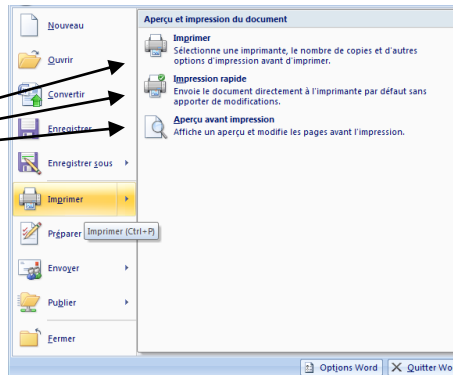 Nouveau
Ouvrir
Convertir
Enregistrer
Enregistrer sous
Imprimer
Préparer
Imprimer (Ctrl+P)
Envoyer
Publier
Fermer
Aperçu et impression du document
Imprimer
Sélectionne une imprimante, le nombre de copies et d'autres
options d'impression avant d'imprimer.
Impression rapide
Envoie le document directement à l'imprimante par défaut sans
apporter de modifications.
Aperçu avant impression
Affiche un aperçu et modifie les pages avant l'impression.
Options Word
Quitter Wo